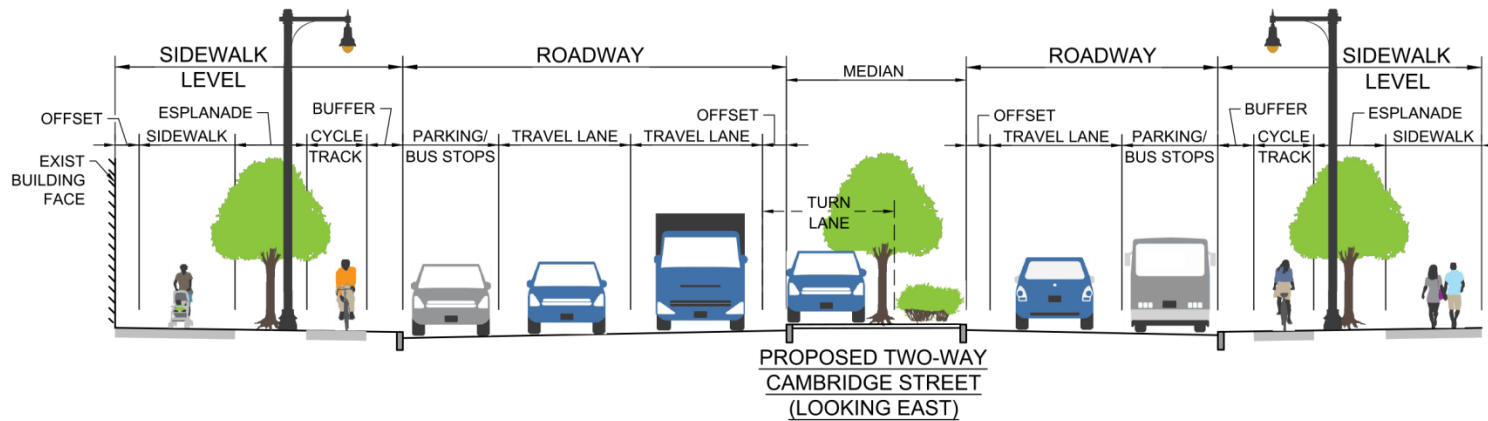 SIDEWALK
LEVEL
ROADWAY
MEDIAN
ROADWAY
SIDEWALK
LEVEL
OFFSET
SIDEWALK
ESPLANADE
BUFFER
CYCLE
TRACK
PARKING/
BUS STOPS
TRAVEL LANE
TRAVEL LANE
OFFSET
OFFSET
TRAVEL LANE
PARKING/
BUS STOPS
BUFFER
CYCLE
TRACK
ESPLANADE
SIDEWALK
EXIST
BUILDING
FACE
TURN
LANE
PROPOSED TWO-WAY
CAMBRIDGE STREET
(LOOKING EAST)